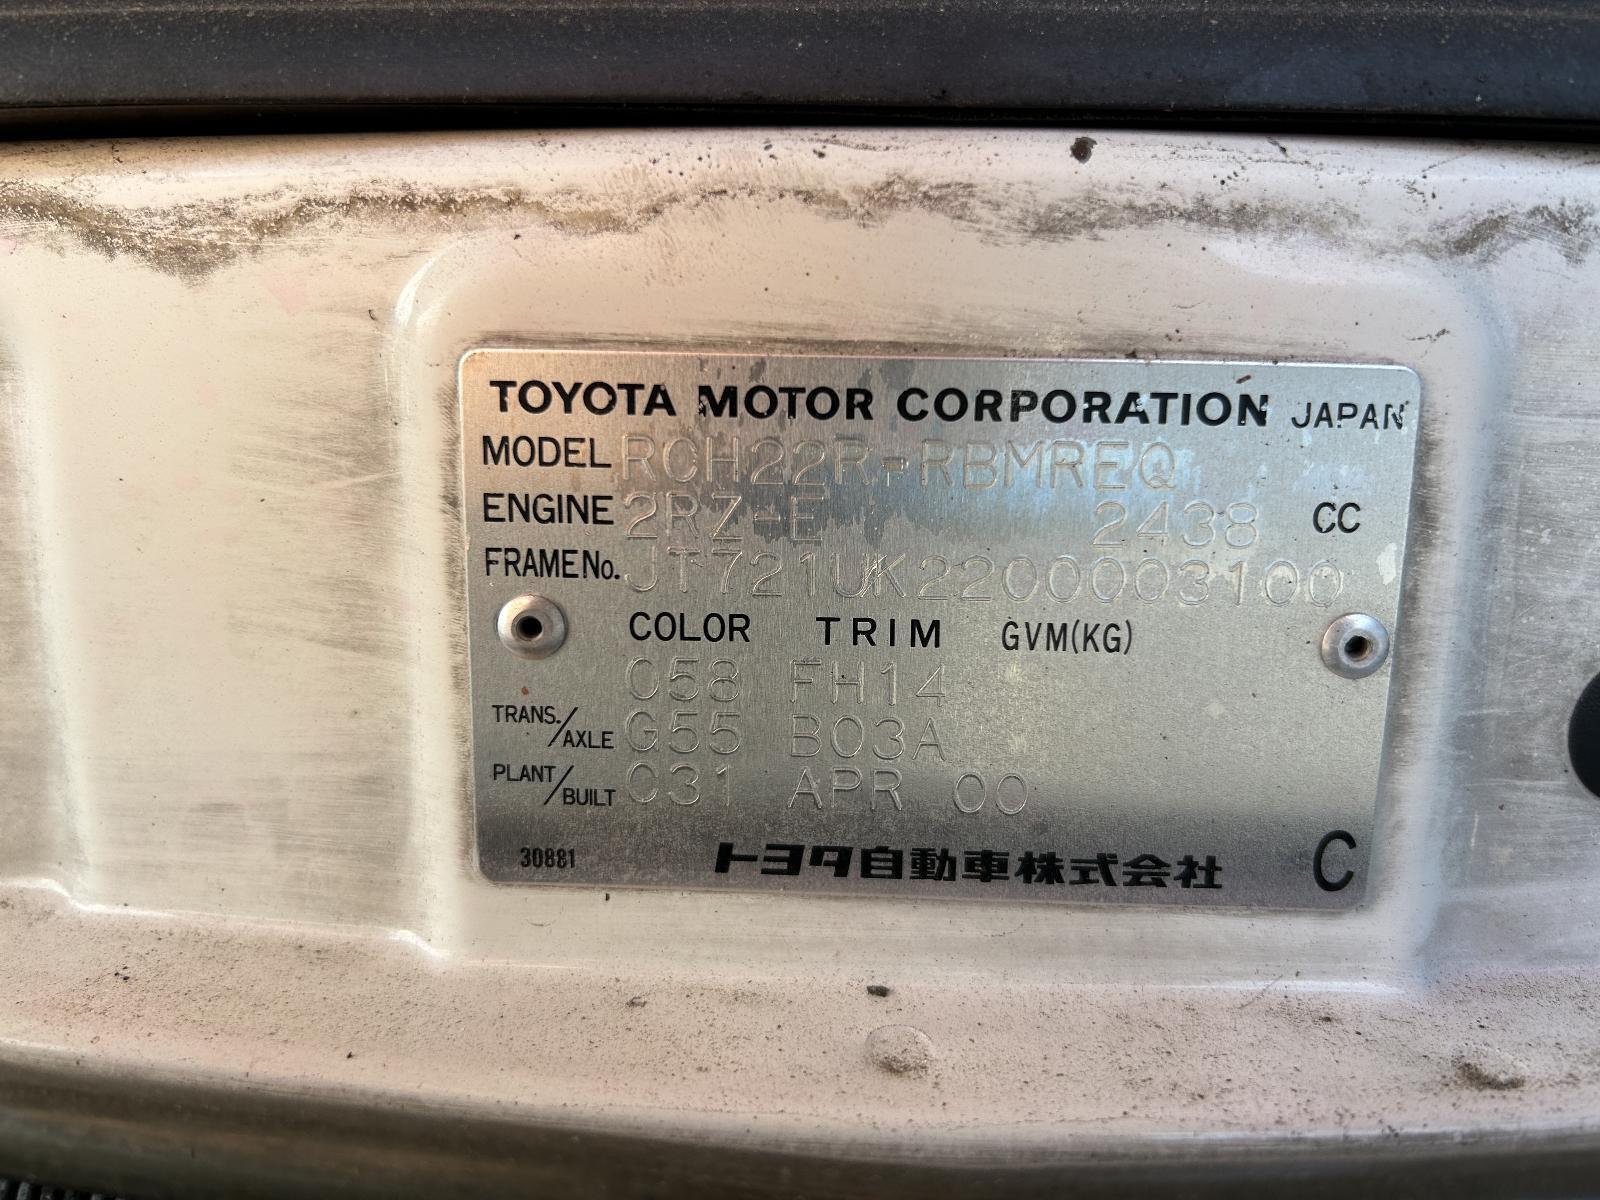 TOYOTA MOTOR CORPORATION JAPAN
MODEL RCH22R-RBMREQ
ENGINE 2RZ-E 2438 CC
FRAME No. JT721UK2200003100
COLOR TRIM GVM(KG)
C58 FH14
TRANS./AXLE G55 B03A
PLANT/BUILT C31 APR 00
30881 トヨタ自動車株式会社 C